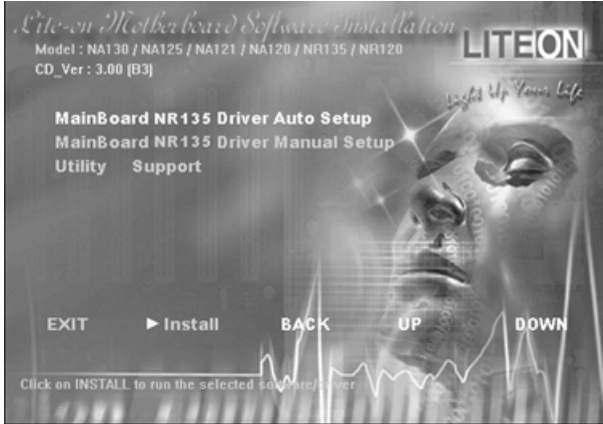 Lite-on Motherboard Software Installation
Model : NA130 / NA125 / NA121 / NA120 / NR135 / NR120
CD_Ver : 3.00 (B3)
LITEON
Light Up Your Life
MainBoard NR135 Driver Auto Setup
MainBoard NR135 Driver Manual Setup
Utility Support
EXIT ► Install BACK UP DOWN
Click on INSTALL to run the selected software/driver